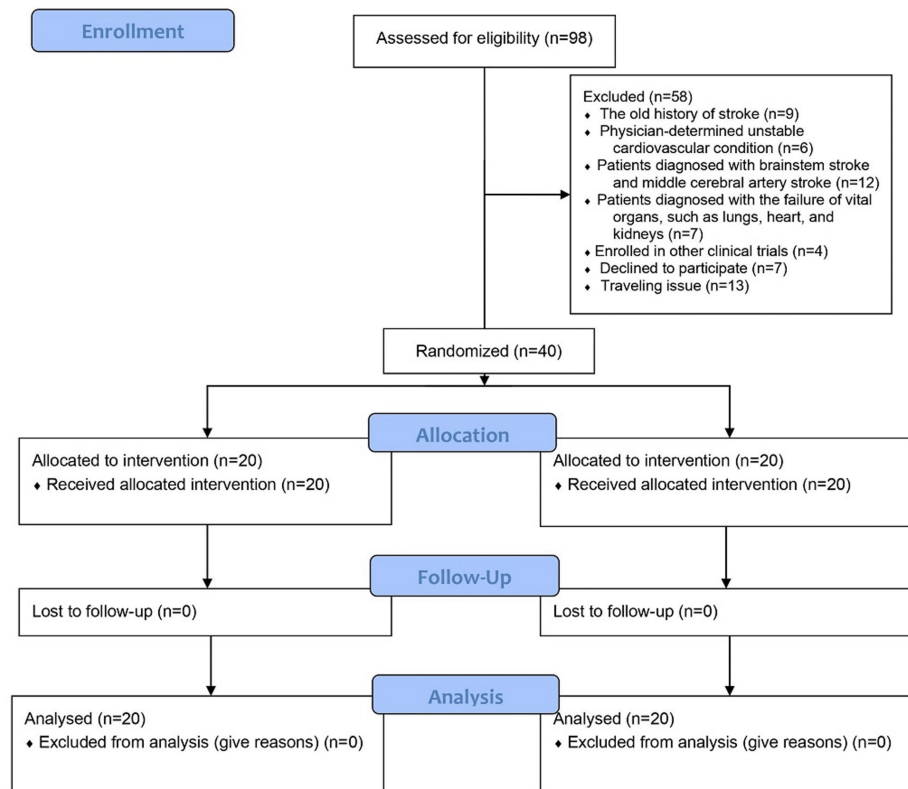 Enrollment
Assessed for eligibility (n=98)
Excluded (n=58)
♦ The old history of stroke (n=9)
♦ Physician-determined unstable
cardiovascular condition (n=6)
♦ Patients diagnosed with brainstem stroke
and middle cerebral artery stroke (n=12)
♦ Patients diagnosed with the failure of vital
organs, such as lungs, heart, and
kidneys (n=7)
♦ Enrolled in other clinical trials (n=4)
♦ Declined to participate (n=7)
♦ Traveling issue (n=13)
Randomized (n=40)
Allocation
Allocated to intervention (n=20)
♦ Received allocated intervention (n=20)
Allocated to intervention (n=20)
♦ Received allocated intervention (n=20)
Follow-Up
Lost to follow-up (n=0)
Lost to follow-up (n=0)
Analysis
Analysed (n=20)
♦ Excluded from analysis (give reasons) (n=0)
Analysed (n=20)
♦ Excluded from analysis (give reasons) (n=0)